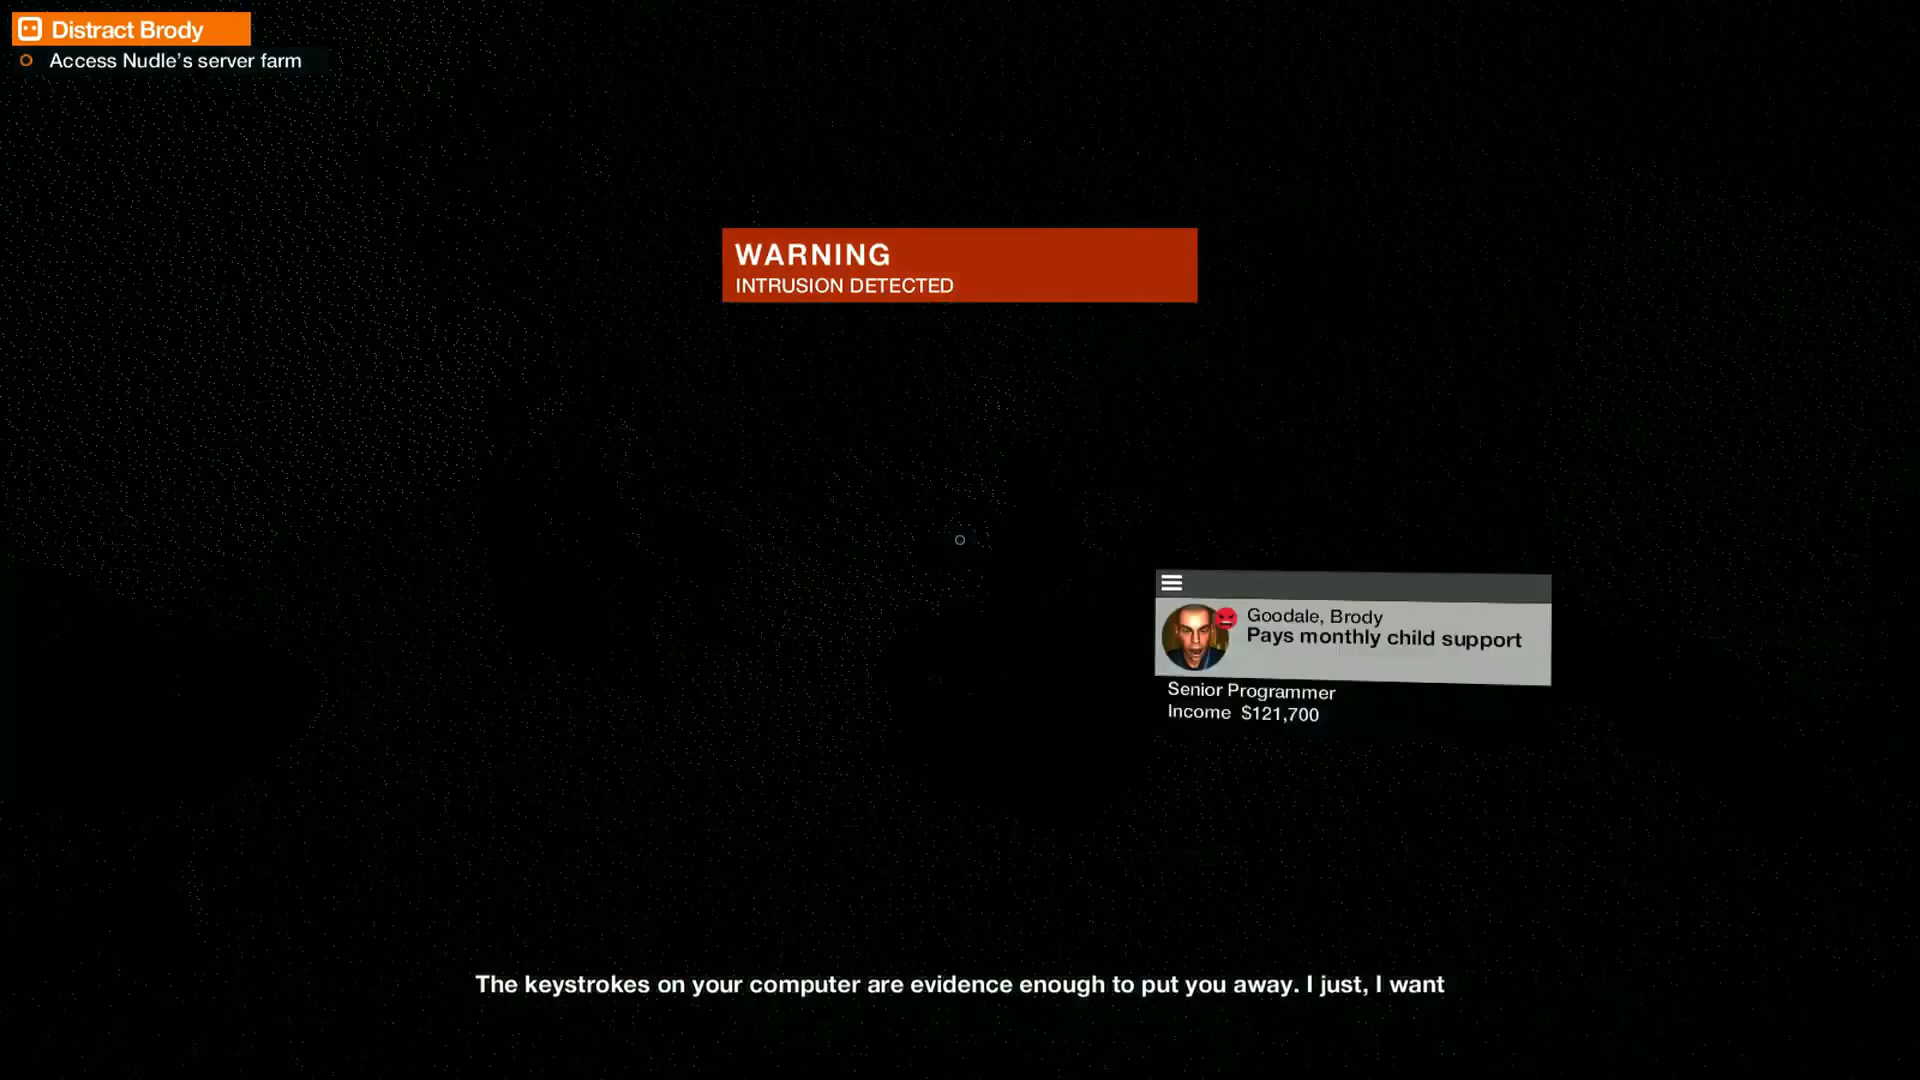 Distract Brody
Access Nudle's server farm
WARNING
INTRUSION DETECTED
Goodale, Brody
Pays monthly child support
Senior Programmer
Income $121,700
The keystrokes on your computer are evidence enough to put you away. I just, I want